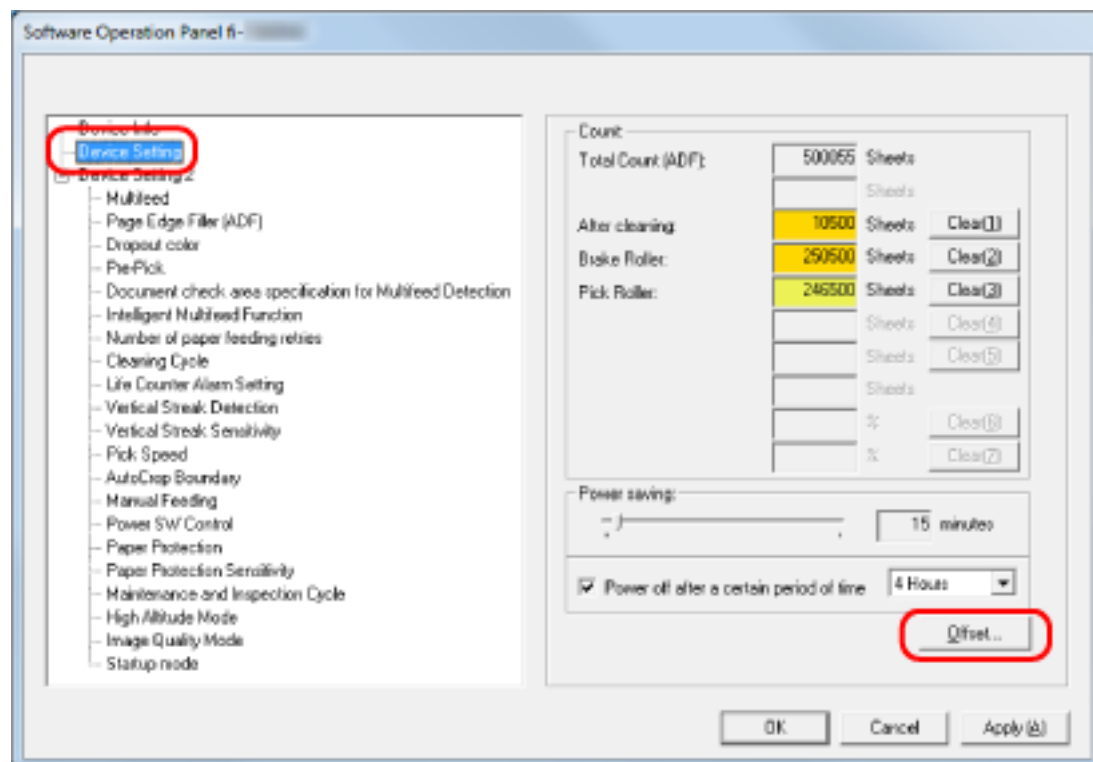 Software Operation Panel fi-
Device Info
Device Setting
Device Setting 2
Multifeed
Page Edge Filler (ADF)
Dropout color
Pre-Pick
Document check area specification for Multifeed Detection
Intelligent Multifeed Function
Number of paper feeding retries
Cleaning Cycle
Life Counter Alarm Setting
Vertical Streak Detection
Vertical Streak Sensitivity
Pick Speed
AutoCrop Boundary
Manual Feeding
Power SW Control
Paper Protection
Paper Protection Sensitivity
Maintenance and Inspection Cycle
High Altitude Mode
Image Quality Mode
Startup mode
Count
Total Count (ADF): 500055 Sheets
Sheets
After cleaning: 10500 Sheets Clear(1)
Brake Roller: 250500 Sheets Clear(2)
Pick Roller: 246500 Sheets Clear(3)
Sheets Clear(4)
Sheets Clear(5)
Sheets
% Clear(6)
% Clear(7)
Power saving:
15 minutes
Power off after a certain period of time 4 Hours
Offset...
OK Cancel Apply (A)